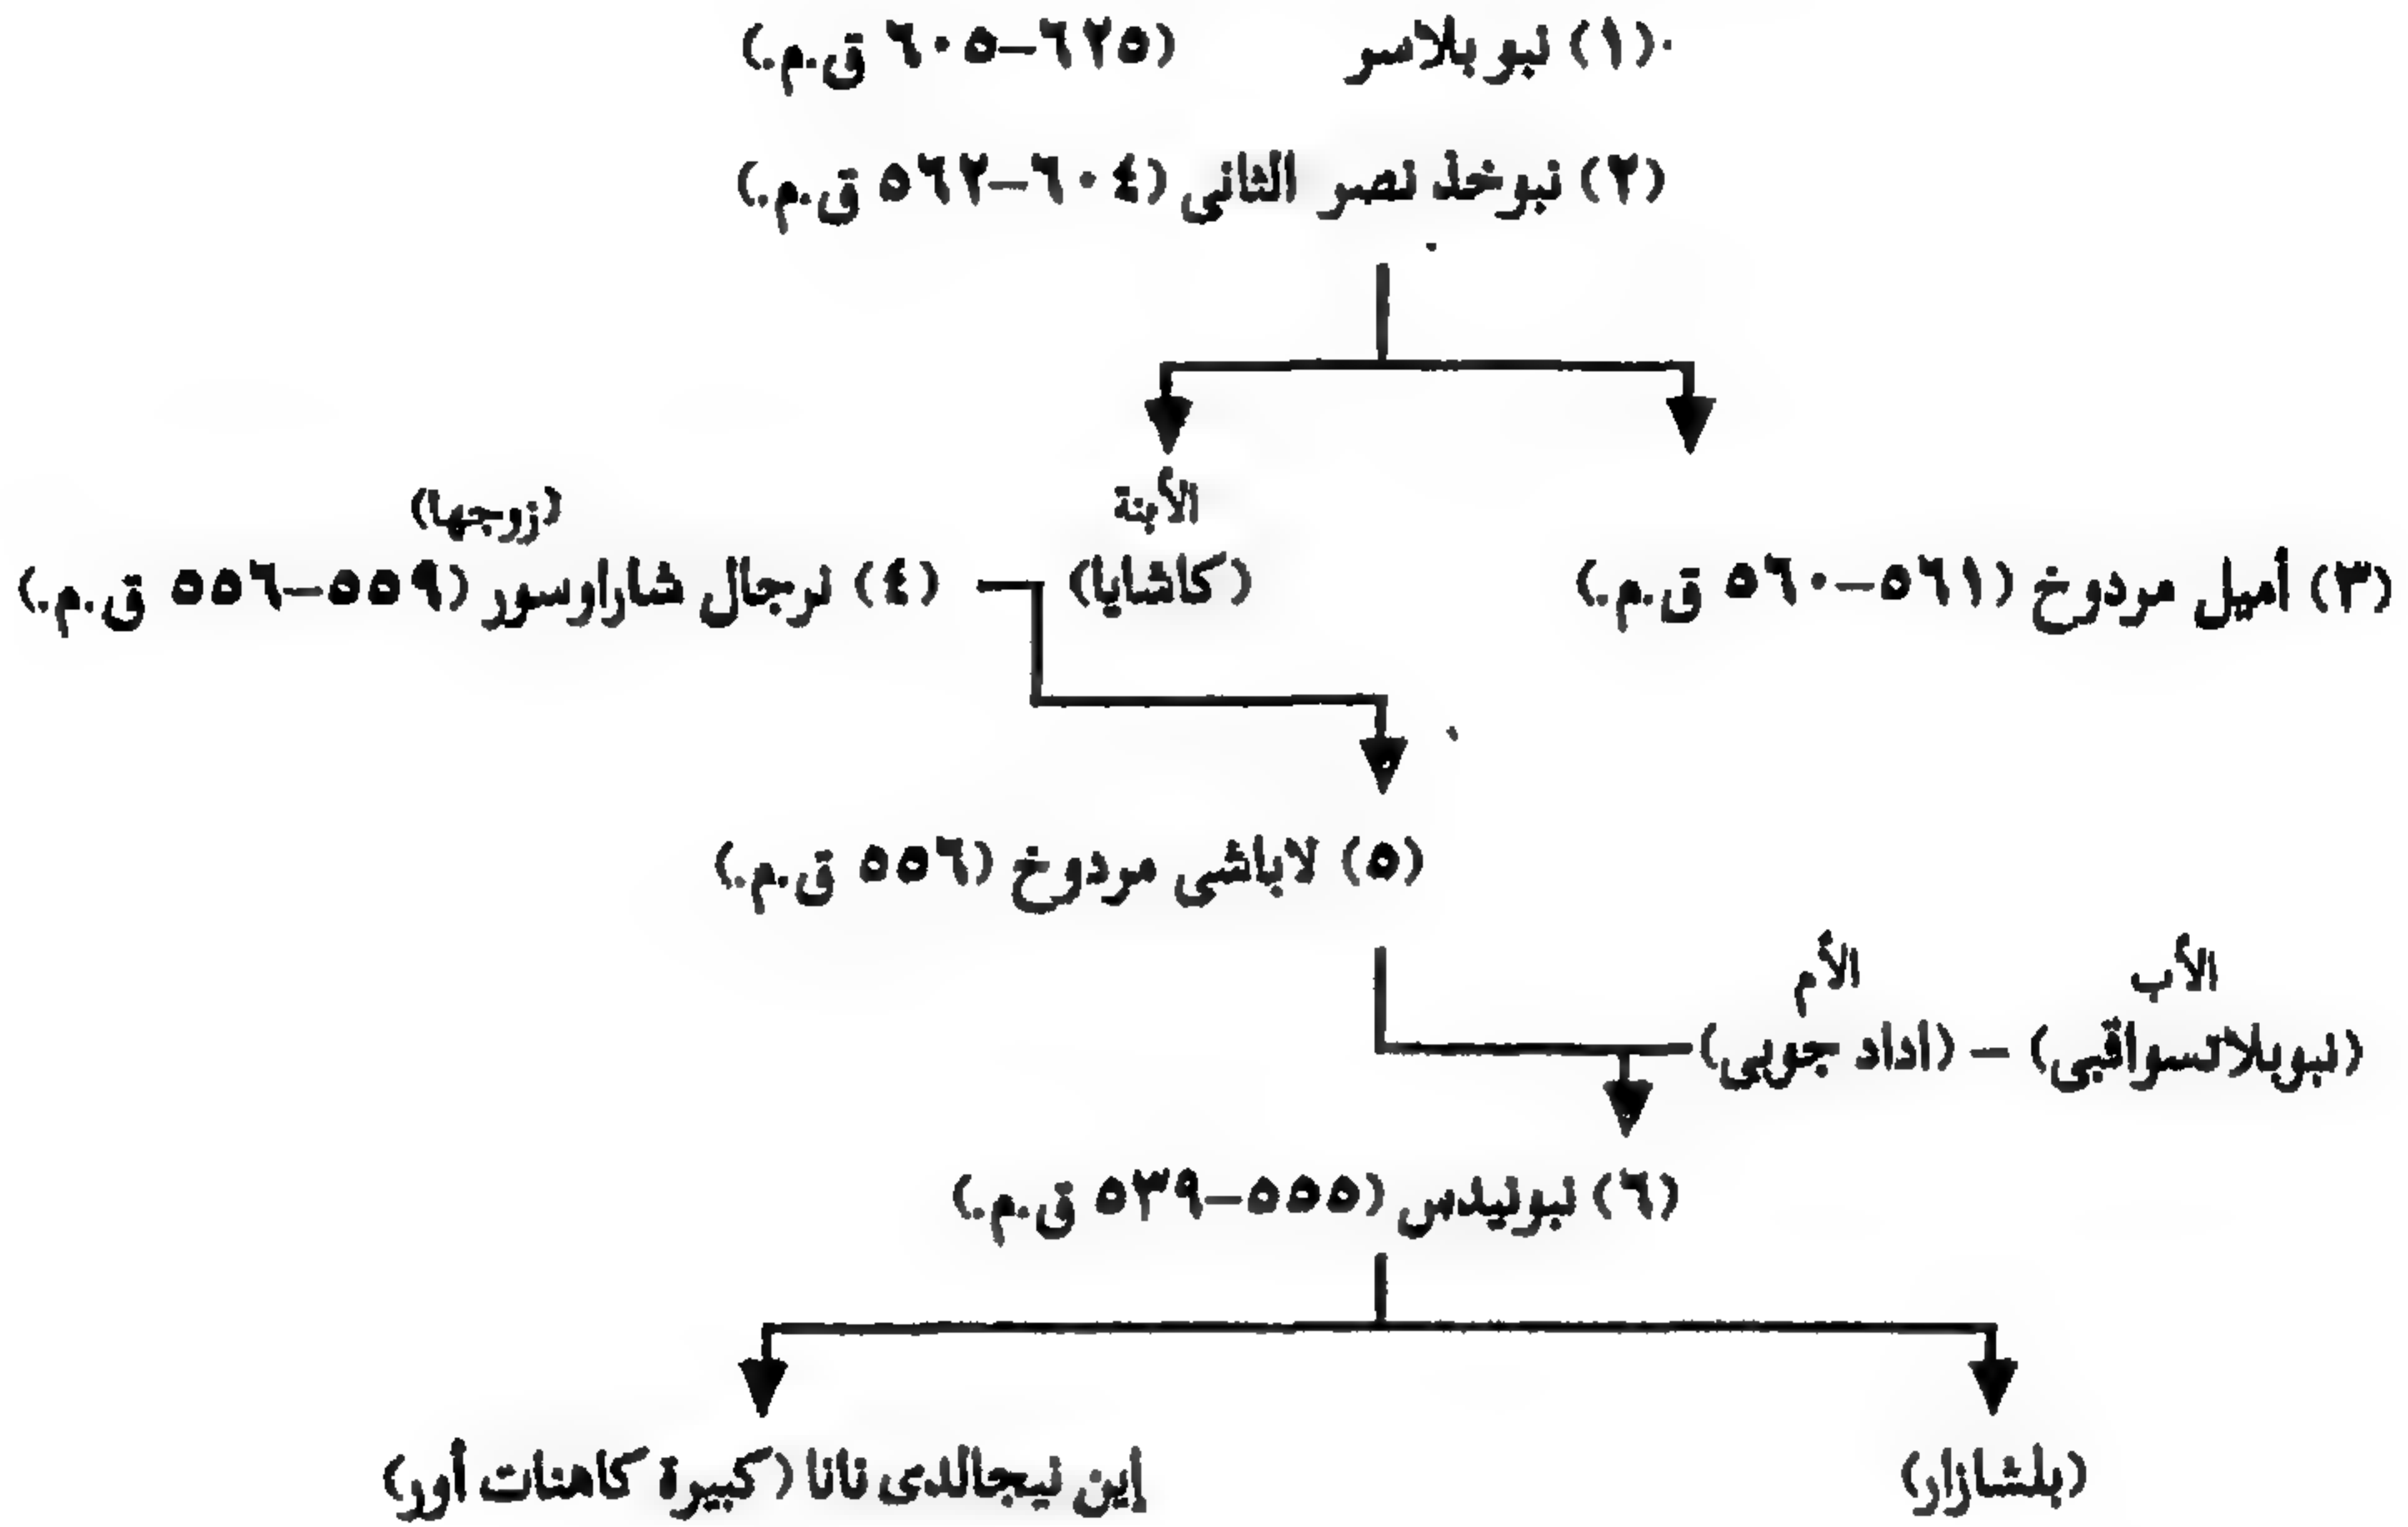 (١) نبو بلاسر (٦٢٥–٦٠٥ ق.م.)
(٢) نبوخذ نصر الثانى (٦٠٤–٥٦٢ ق.م.)
الأبنة (زوجها)
(٣) أميل مردوخ (٥٦١–٥٦٠ ق.م.) (كاشايا) (٤) نرجال شاراوسور (٥٥٩–٥٥٦ ق.م.)
(٥) لاباشى مردوخ (٥٥٦ ق.م.)
الأب الأم
(نبوبلاتسواقبى) – (اداد جوبى)
(٦) نبونيدس (٥٥٥–٥٣٩ ق.م.)
(بلشازار) إين نيجالدى نانا (كبيرة كاهنات أور)